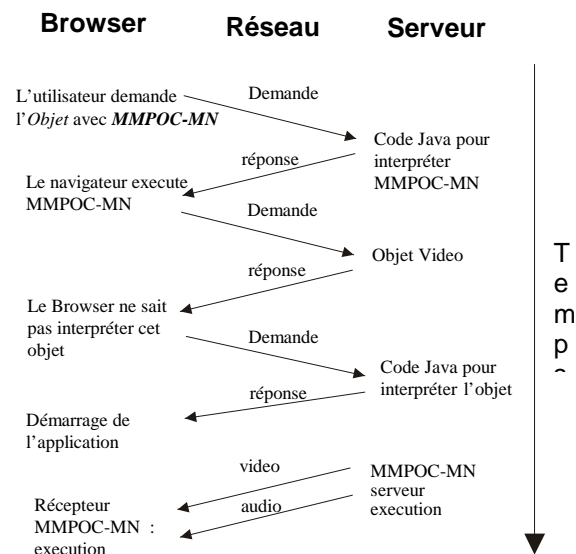 Browser Réseau Serveur
L'utilisateur demande
l'Objet avec MMPOC-MN
Demande
Code Java pour
interpréter
MMPOC-MN
réponse
Le navigateur execute
MMPOC-MN
Demande
Objet Video
réponse
Le Browser ne sait
pas interpréter cet
objet
Demande
Code Java pour
interpréter l'objet
réponse
Démarrage de
l'application
video
MMPOC-MN
serveur
execution
audio
Récepteur
MMPOC-MN :
execution
T
e
m
p